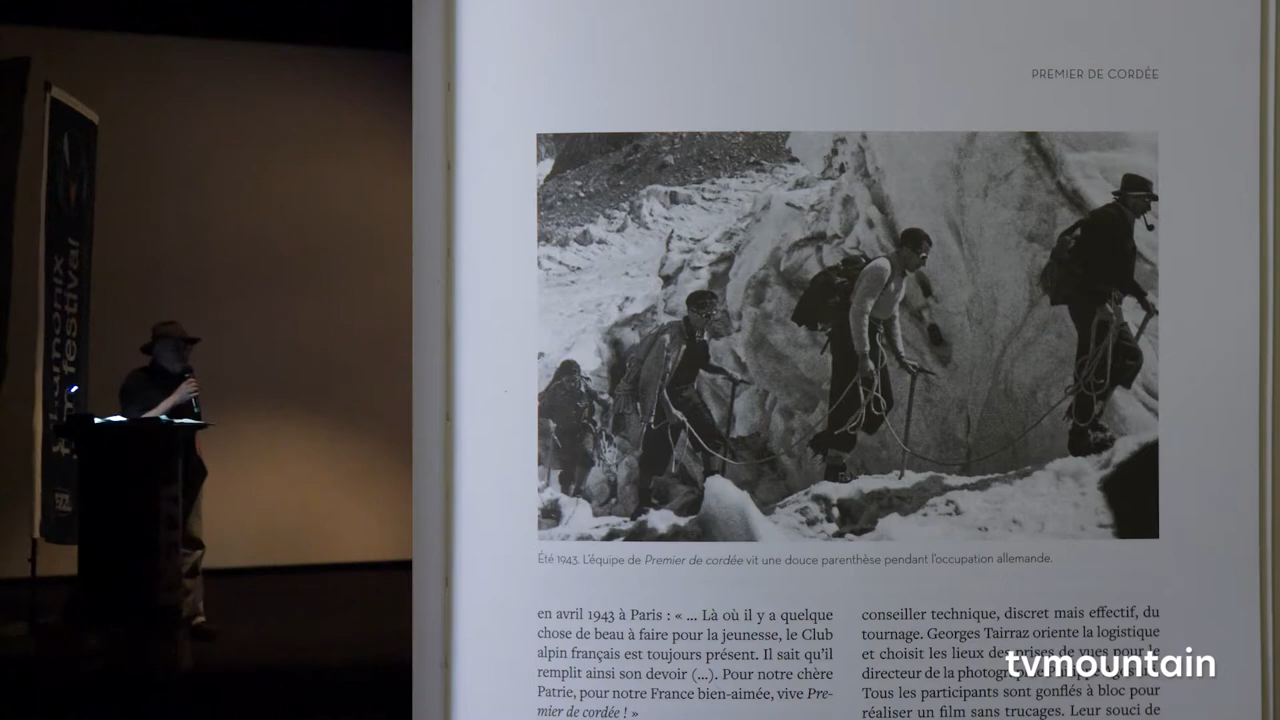 chamonix
film festival
PREMIER DE CORDÉE
Été 1943. L'équipe de Premier de cordée vit une douce parenthèse pendant l'occupation allemande.
en avril 1943 à Paris : « ... Là où il y a quelque
chose de beau à faire pour la jeunesse, le Club
alpin français est toujours présent. Il sait qu'il
remplit ainsi son devoir (...). Pour notre chère
Patrie, pour notre France bien-aimée, vive Pre-
mier de cordée ! »
conseiller technique, discret mais effectif, du
tournage. Georges Tairraz oriente la logistique
et choisit les lieux des prises de vues pour le
directeur de la photographie Philippe
Tous les participants sont gonflés à bloc pour
réaliser un film sans trucages. Leur souci de
tvmountain